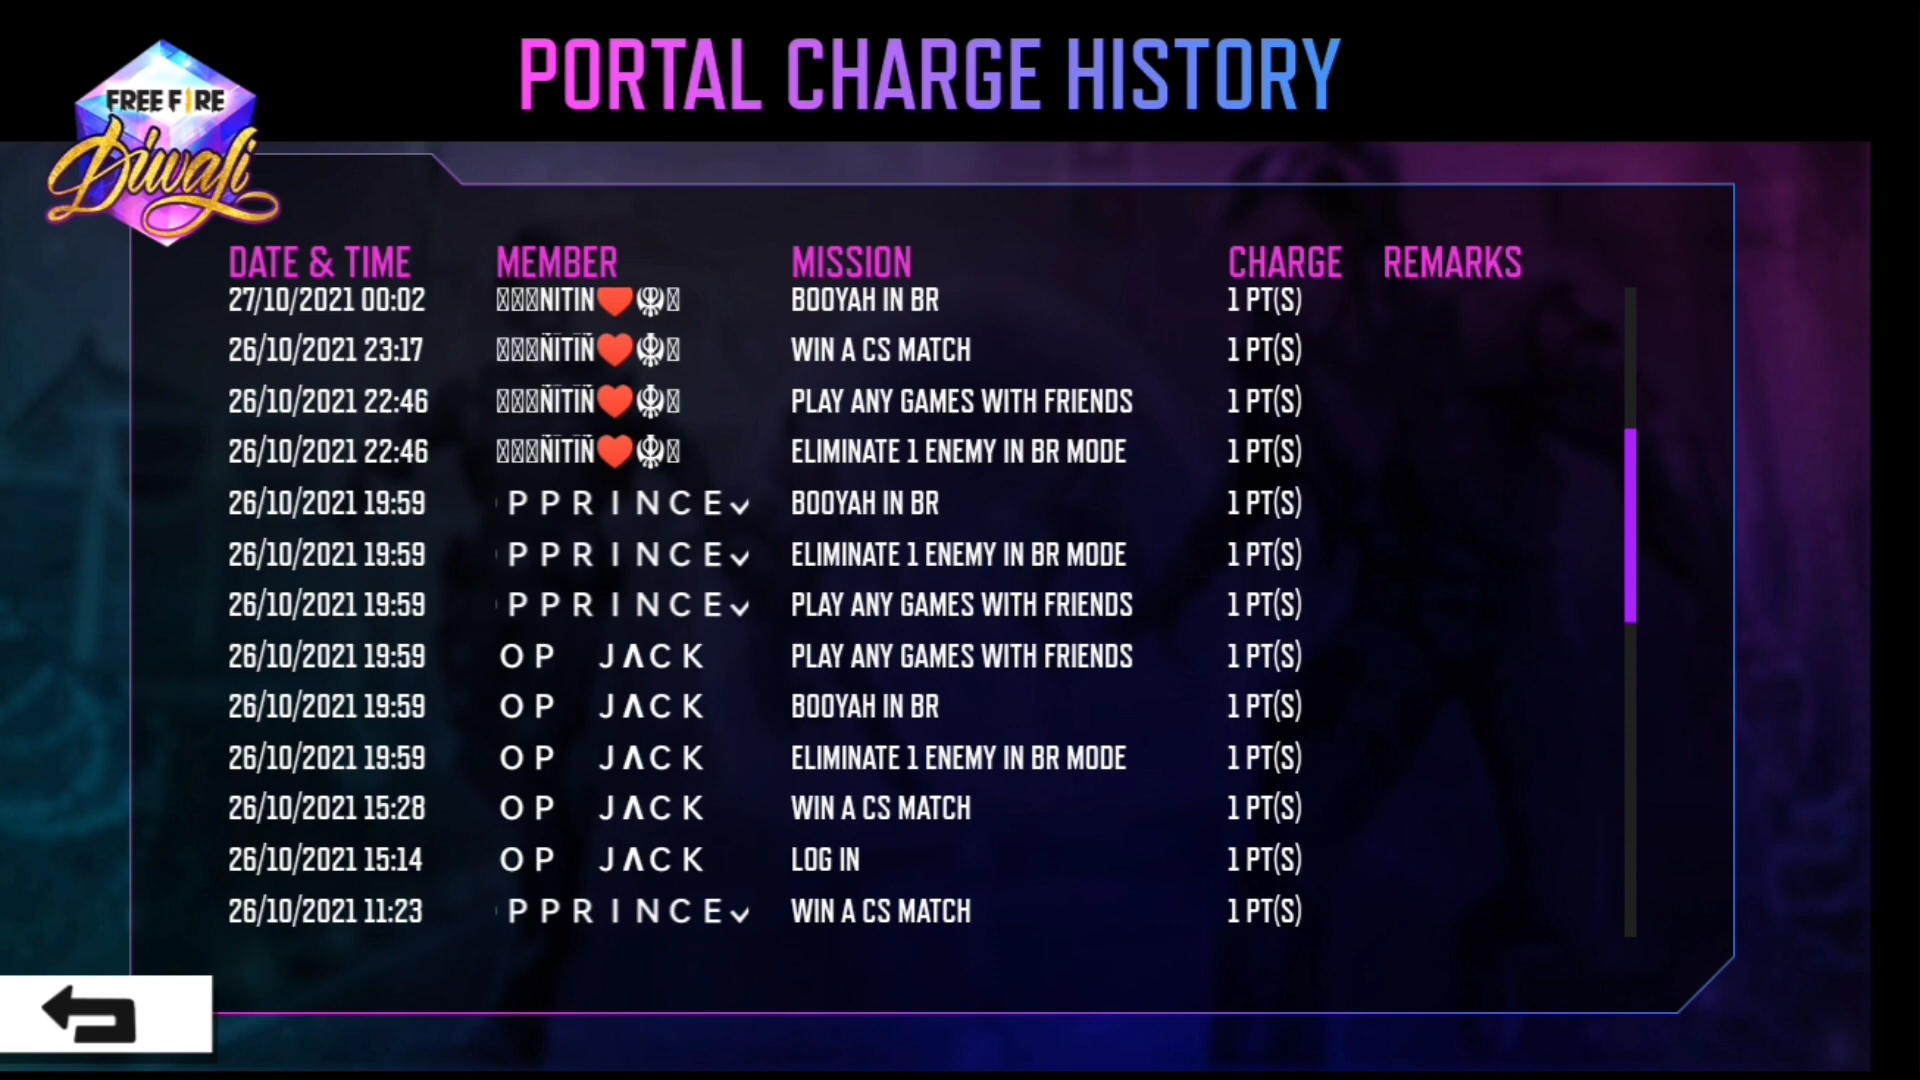 PORTAL CHARGE HISTORY
FREE FIRE
Diwali
DATE & TIME MEMBER MISSION CHARGE REMARKS
27/10/2021 00:02 NITIN❤️☬ BOOYAH IN BR 1 PT(S)
26/10/2021 23:17 ÑÏTÏÑ❤️☬ WIN A CS MATCH 1 PT(S)
26/10/2021 22:46 ÑÏTÏÑ❤️☬ PLAY ANY GAMES WITH FRIENDS 1 PT(S)
26/10/2021 22:46 ÑÏTÏÑ❤️☬ ELIMINATE 1 ENEMY IN BR MODE 1 PT(S)
26/10/2021 19:59 P P R I N C E✓ BOOYAH IN BR 1 PT(S)
26/10/2021 19:59 P P R I N C E✓ ELIMINATE 1 ENEMY IN BR MODE 1 PT(S)
26/10/2021 19:59 P P R I N C E✓ PLAY ANY GAMES WITH FRIENDS 1 PT(S)
26/10/2021 19:59 O P J Λ C K PLAY ANY GAMES WITH FRIENDS 1 PT(S)
26/10/2021 19:59 O P J Λ C K BOOYAH IN BR 1 PT(S)
26/10/2021 19:59 O P J Λ C K ELIMINATE 1 ENEMY IN BR MODE 1 PT(S)
26/10/2021 15:28 O P J Λ C K WIN A CS MATCH 1 PT(S)
26/10/2021 15:14 O P J Λ C K LOG IN 1 PT(S)
26/10/2021 11:23 P P R I N C E✓ WIN A CS MATCH 1 PT(S)